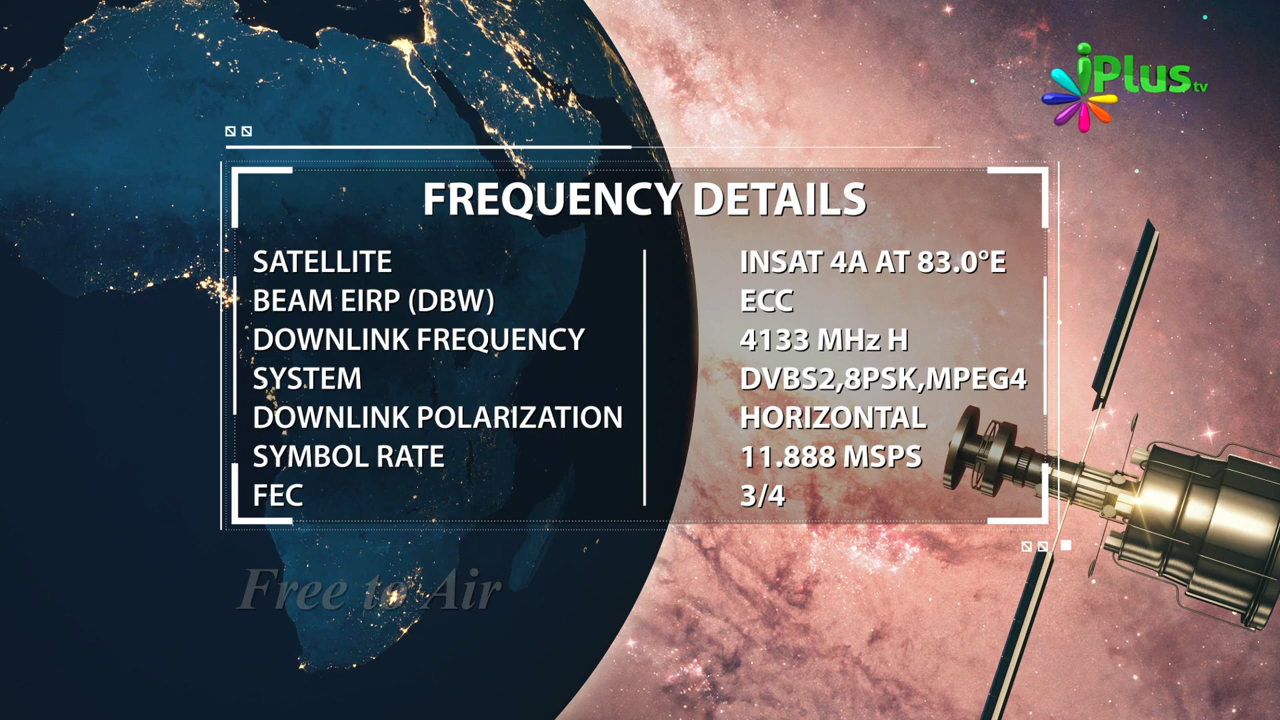 iPlus tv
FREQUENCY DETAILS
SATELLITE INSAT 4A AT 83.0°E
BEAM EIRP (DBW) ECC
DOWNLINK FREQUENCY 4133 MHz H
SYSTEM DVBS2,8PSK,MPEG4
DOWNLINK POLARIZATION HORIZONTAL
SYMBOL RATE 11.888 MSPS
FEC 3/4
Free to Air